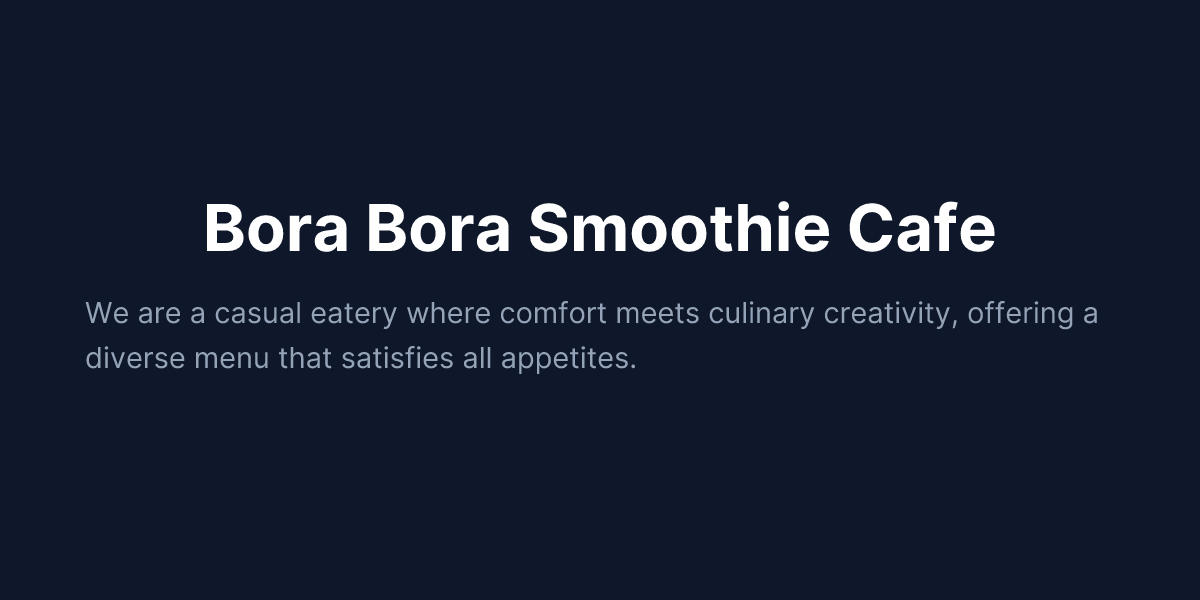 Bora Bora Smoothie Cafe
We are a casual eatery where comfort meets culinary creativity, offering a
diverse menu that satisfies all appetites.